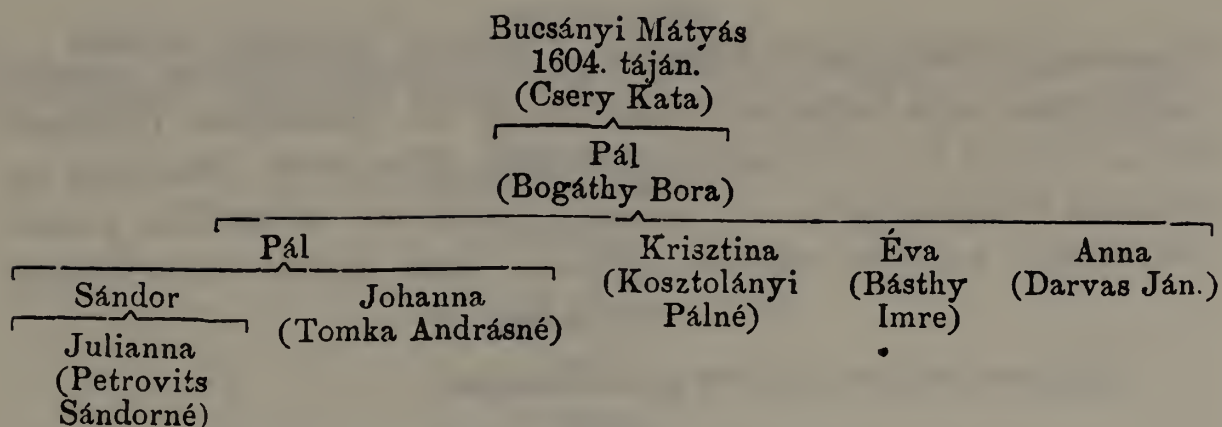 Bucsányi Mátyás
1604. táján.
(Csery Kata)
Pál
(Bogáthy Bora)
Pál
Krisztina
(Kosztolányi
Pálné)
Éva
(Básthy
Imre)
Anna
(Darvas Ján.)
Sándor
Johanna
(Tomka Andrásné)
Julianna
(Petrovits
Sándorné)